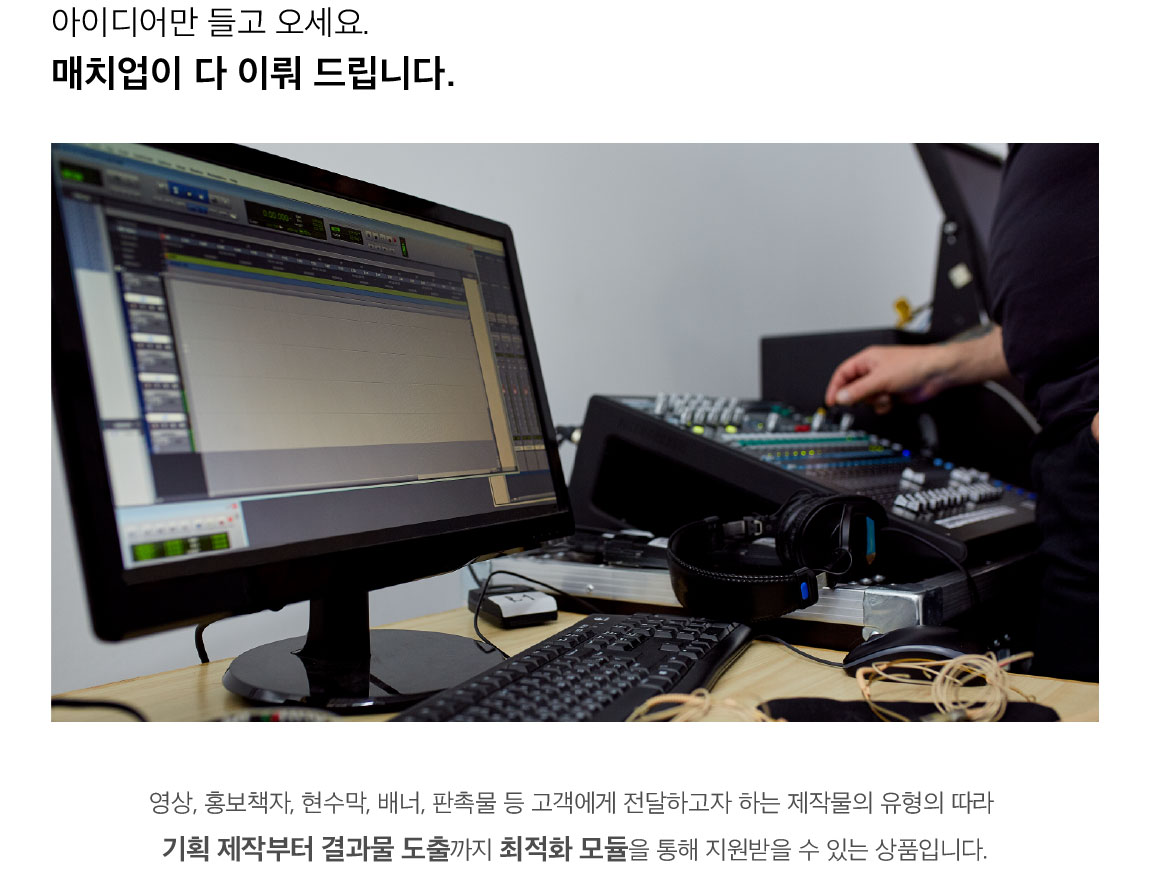 아이디어만 들고 오세요.
매치업이 다 이뤄 드립니다.
영상, 홍보책자, 현수막, 배너, 판촉물 등 고객에게 전달하고자 하는 제작물의 유형의 따라
기획 제작부터 결과물 도출까지 최적화 모듈을 통해 지원받을 수 있는 상품입니다.